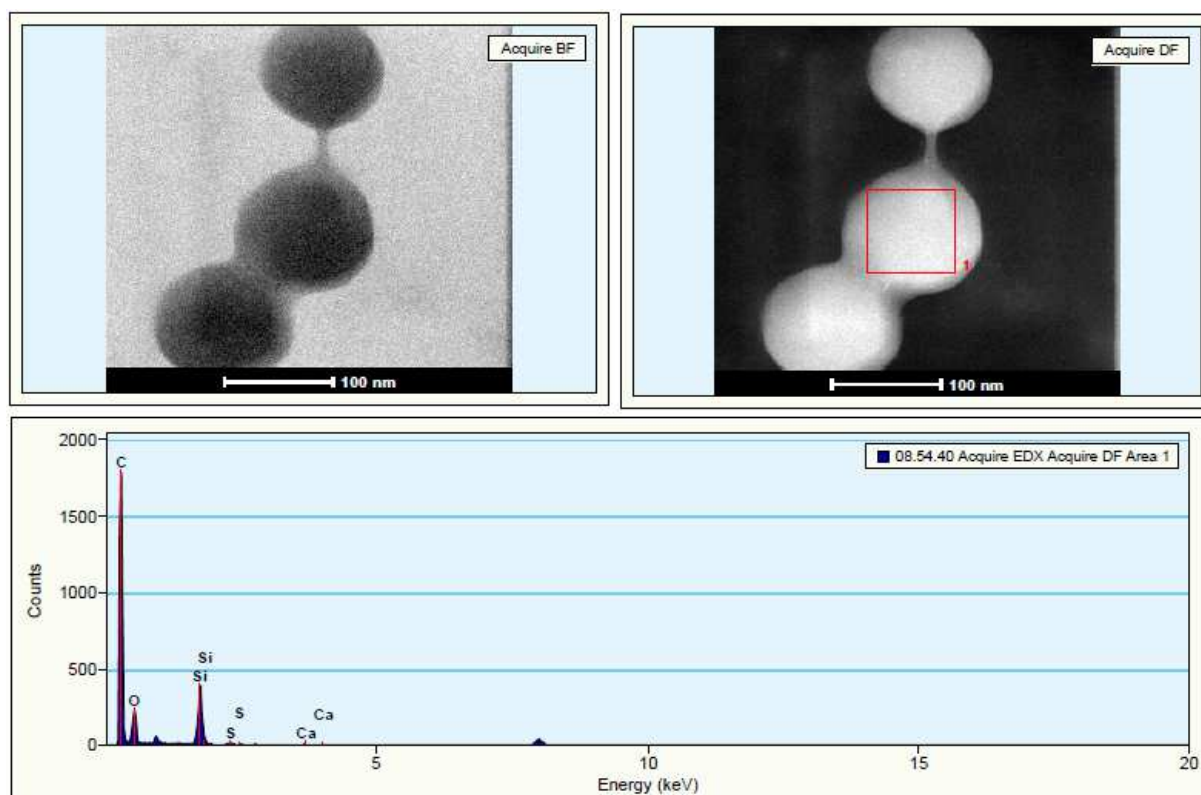 Acquire BF
100 nm
Acquire DF
1
100 nm
08.54.40 Acquire EDX Acquire DF Area 1
2000
1500
1000
500
0
Counts
C
O
Si
Si
S
S
Ca
Ca
5
10
15
20
Energy (keV)